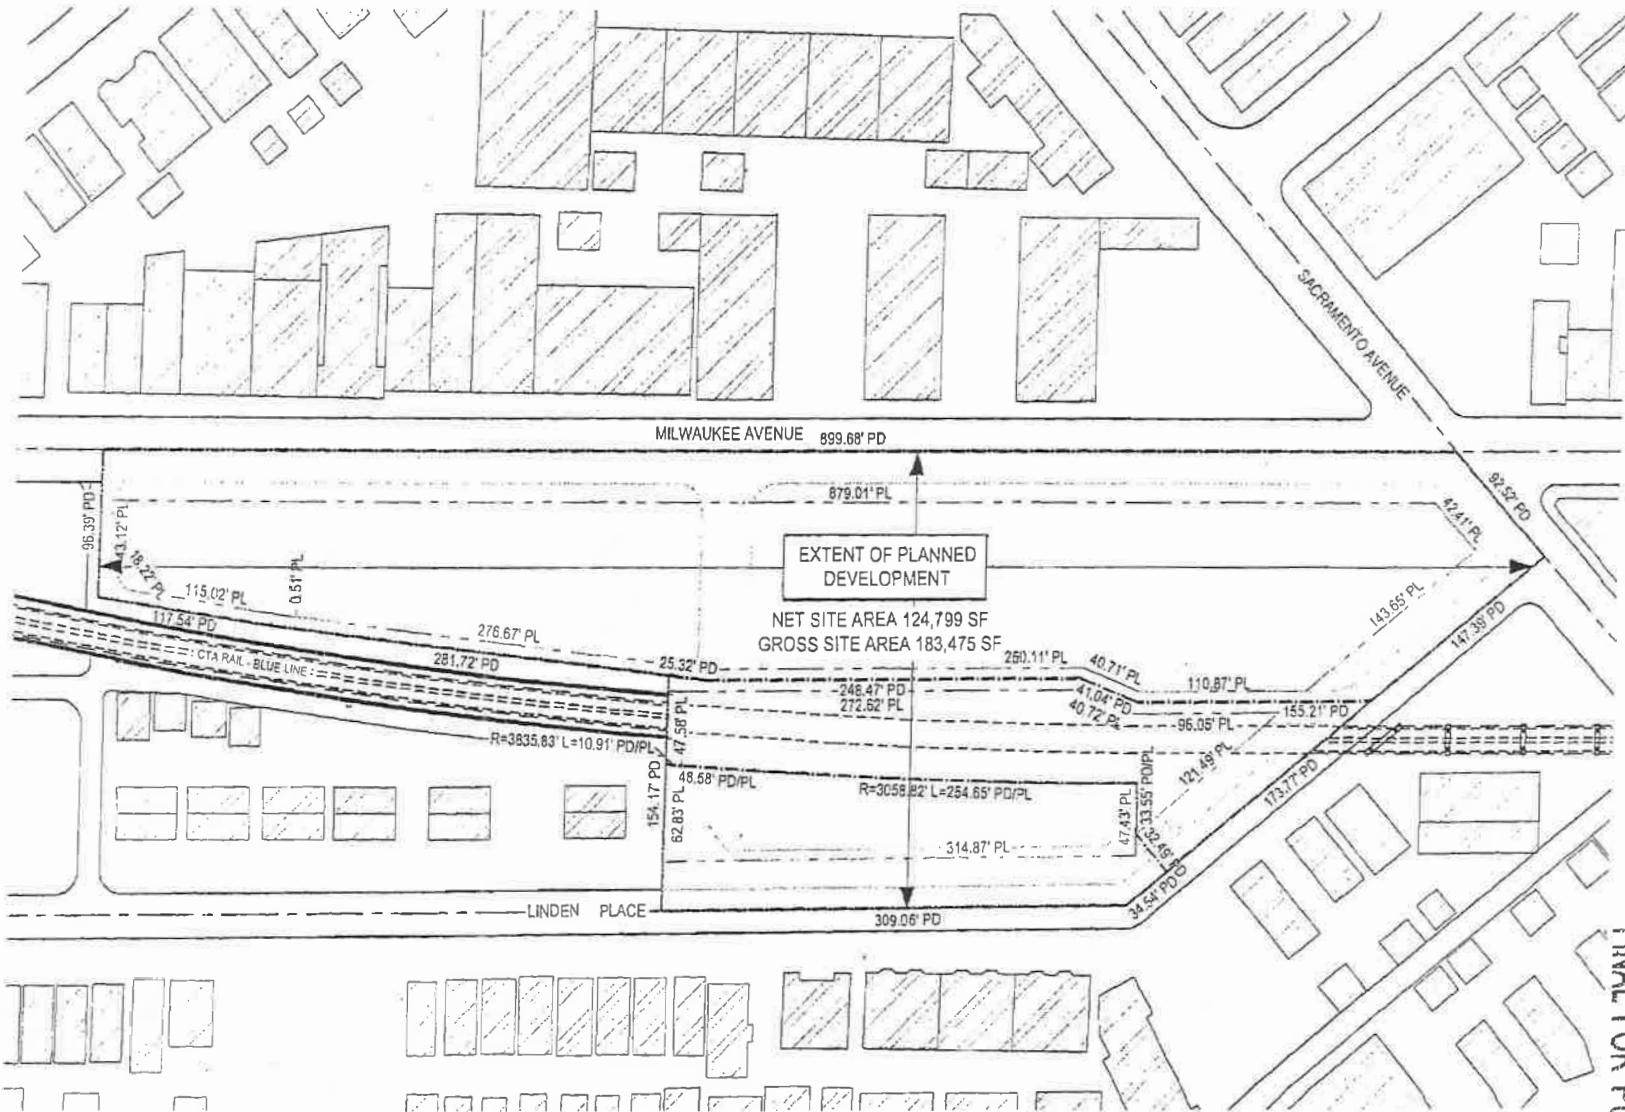 SACRAMENTO AVENUE
MILWAUKEE AVENUE 899.68' PD
92.52' PD
879.01' PL
42.41' PL
96.39' PD
43.12' PL
18.22' PL
EXTENT OF PLANNED
DEVELOPMENT
115.02' PL
0.51' PL
117.54' PD
NET SITE AREA 124,799 SF
GROSS SITE AREA 183,475 SF
143.65' PL
147.39' PD
276.67' PL
CTA RAIL - BLUE LINE
281.72' PD
25.32' PD
260.11' PL
40.71' PL
110.87' PL
248.47' PD
272.62' PL
41.04' PD
40.72' PL
155.21' PD
96.05' PL
47.58' PL
R=3835.83' L=10.91' PD/PL
48.58' PD/PL
R=3058.82' L=254.65' PD/PL
121.49' PL
173.77' PD
154.17' PD
62.83' PL
47.43' PL
33.55' PD/PL
32.49' PD
314.87' PL
34.54' PD
LINDEN PLACE
309.06' PD